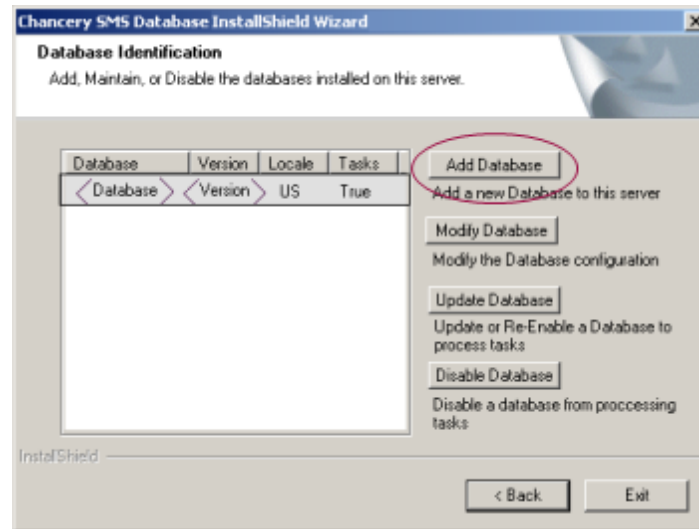 Chancery SMS Database InstallShield Wizard
Database Identification
Add, Maintain, or Disable the databases installed on this server.
Database Version Locale Tasks
<Database> <Version> US True
Add Database
Add a new Database to this server
Modify Database
Modify the Database configuration
Update Database
Update or Re-Enable a Database to
process tasks
Disable Database
Disable a database from proccessing
tasks
InstallShield
< Back
Exit